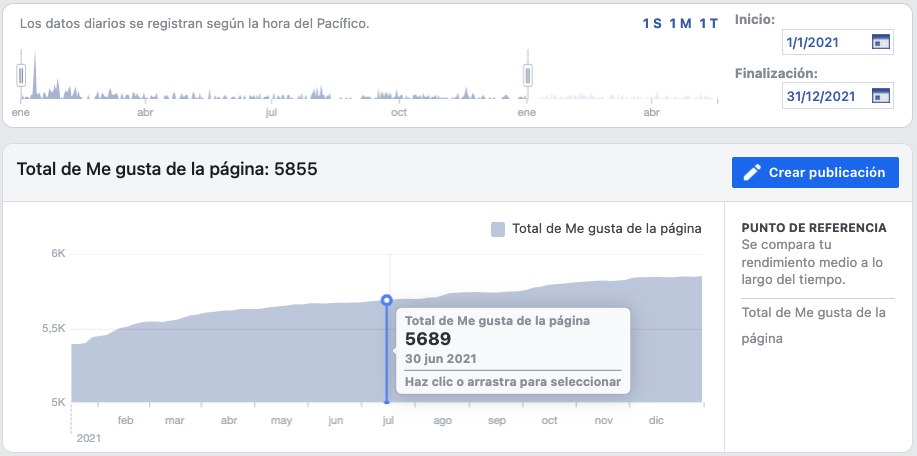 Los datos diarios se registran según la hora del Pacífico.
1 S 1 M 1 T
Inicio:
1/1/2021
Finalización:
31/12/2021
ene abr jul oct ene abr
Total de Me gusta de la página: 5855
Crear publicación
Total de Me gusta de la página
6K
5,5K
5K
Total de Me gusta de la página
5689
30 jun 2021
Haz clic o arrastra para seleccionar
feb mar abr may jun jul ago sep oct nov dic
2021
PUNTO DE REFERENCIA
Se compara tu
rendimiento medio a lo
largo del tiempo.
Total de Me gusta de la
página